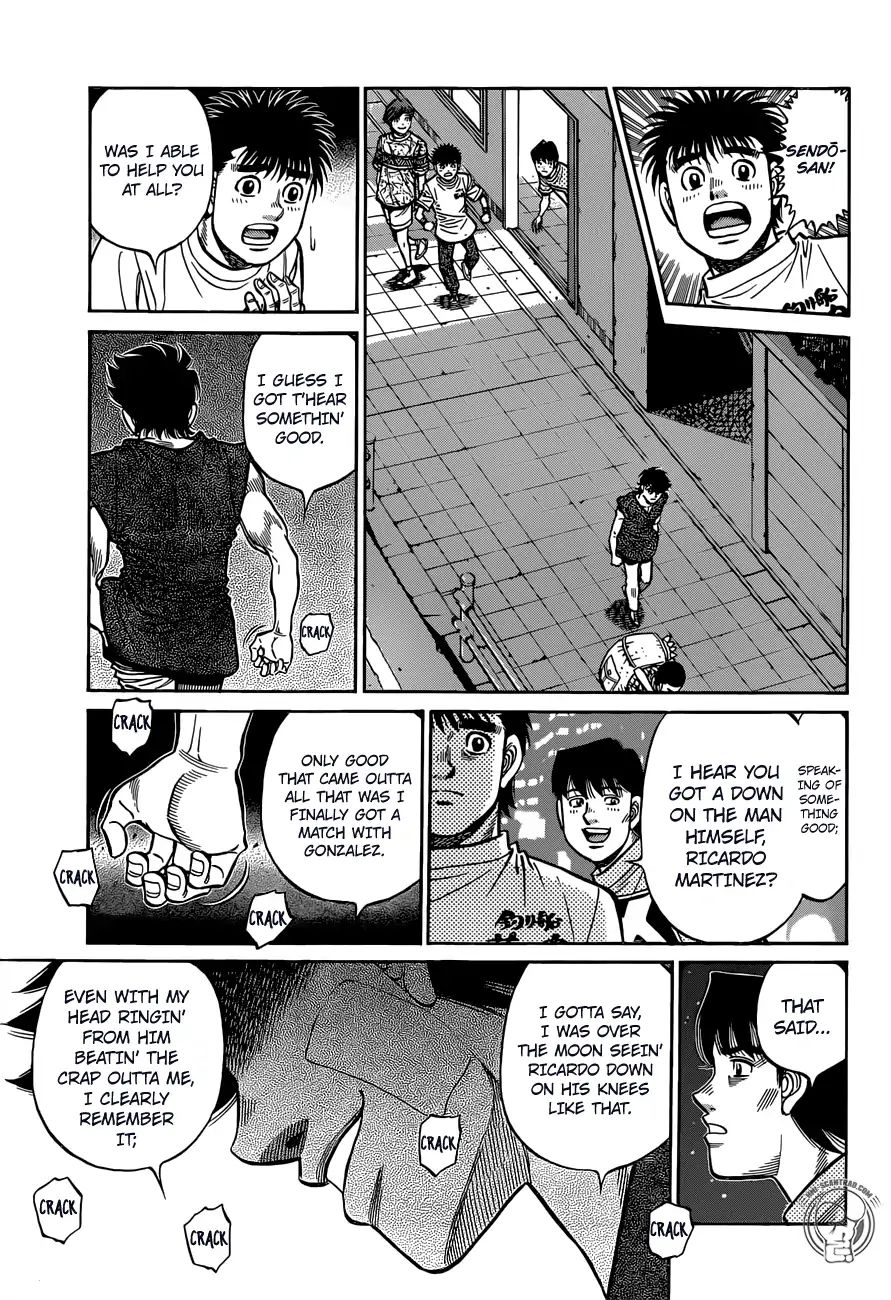 SENDŌ-
SAN!
WAS I ABLE
TO HELP YOU
AT ALL?
I GUESS I
GOT T'HEAR
SOMETHIN'
GOOD.
CRACK
SPEAK-
ING OF
SOME-
THING
GOOD;
I HEAR YOU
GOT A DOWN
ON THE MAN
HIMSELF,
RICARDO
MARTINEZ?
ONLY GOOD
THAT CAME OUTTA
ALL THAT WAS I
FINALLY GOT A
MATCH WITH
GONZALEZ.
CRACK
CRACK
CRACK
THAT
SAID...
I GOTTA SAY,
I WAS OVER
THE MOON SEEIN'
RICARDO DOWN
ON HIS KNEES
LIKE THAT.
EVEN WITH MY
HEAD RINGIN'
FROM HIM
BEATIN' THE
CRAP OUTTA ME,
I CLEARLY
REMEMBER
IT;
CRACK
CRACK
CRACK
CRACK